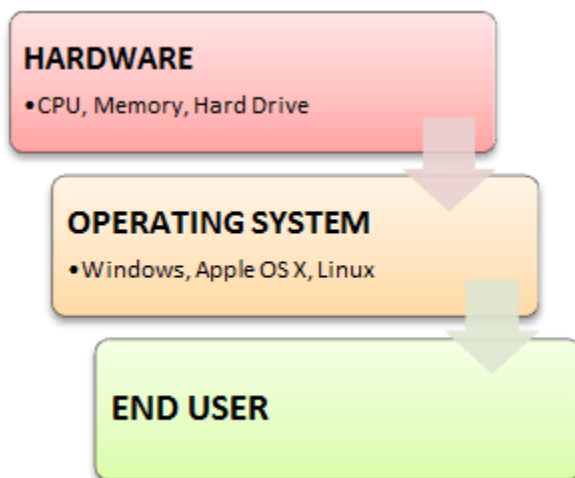 HARDWARE
•CPU, Memory, Hard Drive
OPERATING SYSTEM
•Windows, Apple OS X, Linux
END USER